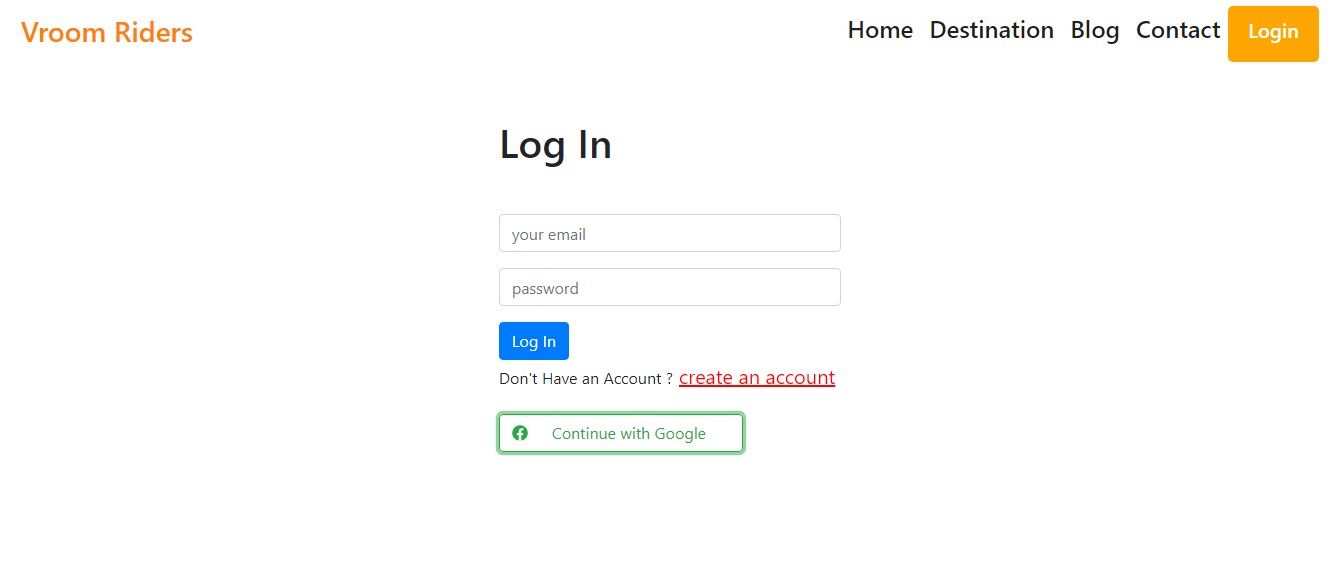 Vroom Riders Home Destination Blog Contact Login
Log In
your email
password
Log In
Don't Have an Account ? create an account
Continue with Google